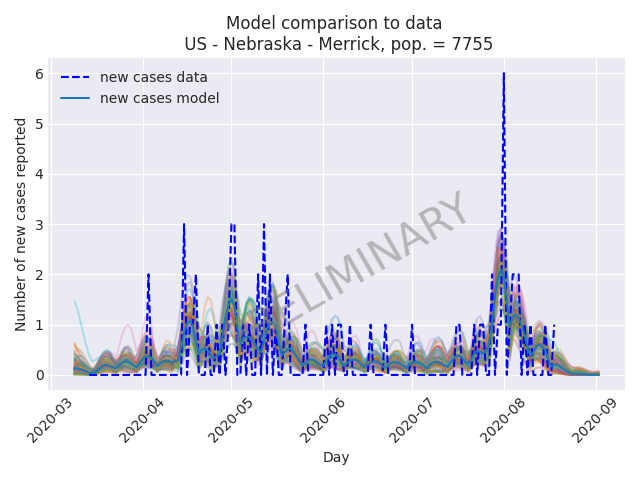 Model comparison to data
US - Nebraska - Merrick, pop. = 7755
new cases data
new cases model
Number of new cases reported
6
5
4
3
2
1
0
ELIMINARY
2020-03
2020-04
2020-05
2020-06
2020-07
2020-08
2020-09
Day